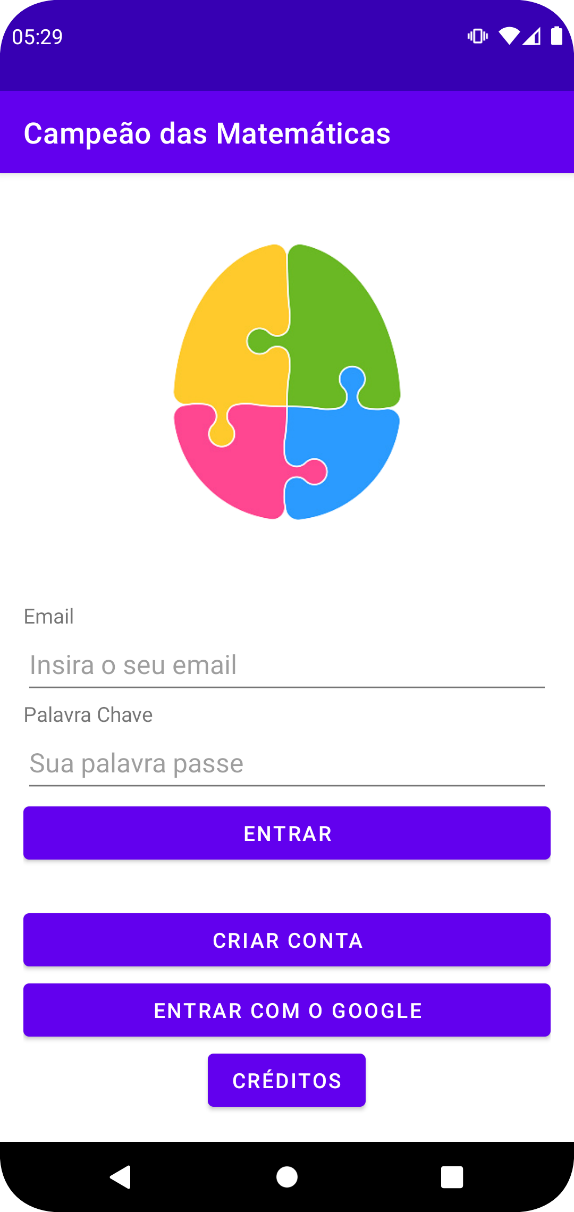 05:29
Campeão das Matemáticas
Email
Insira o seu email
Palavra Chave
Sua palavra passe
ENTRAR
CRIAR CONTA
ENTRAR COM O GOOGLE
CRÉDITOS